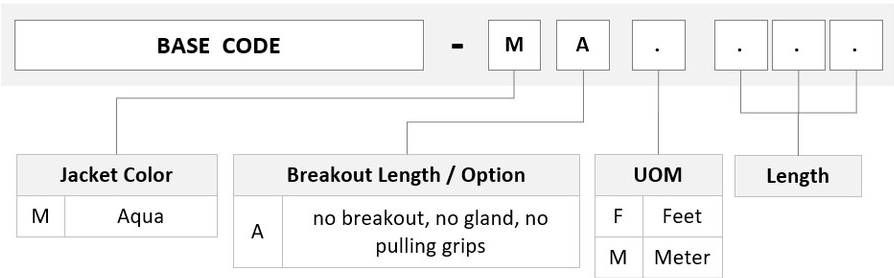 BASE CODE - M A . . . .
Jacket Color
M Aqua
Breakout Length / Option
A no breakout, no gland, no
pulling grips
UOM
F Feet
M Meter
Length